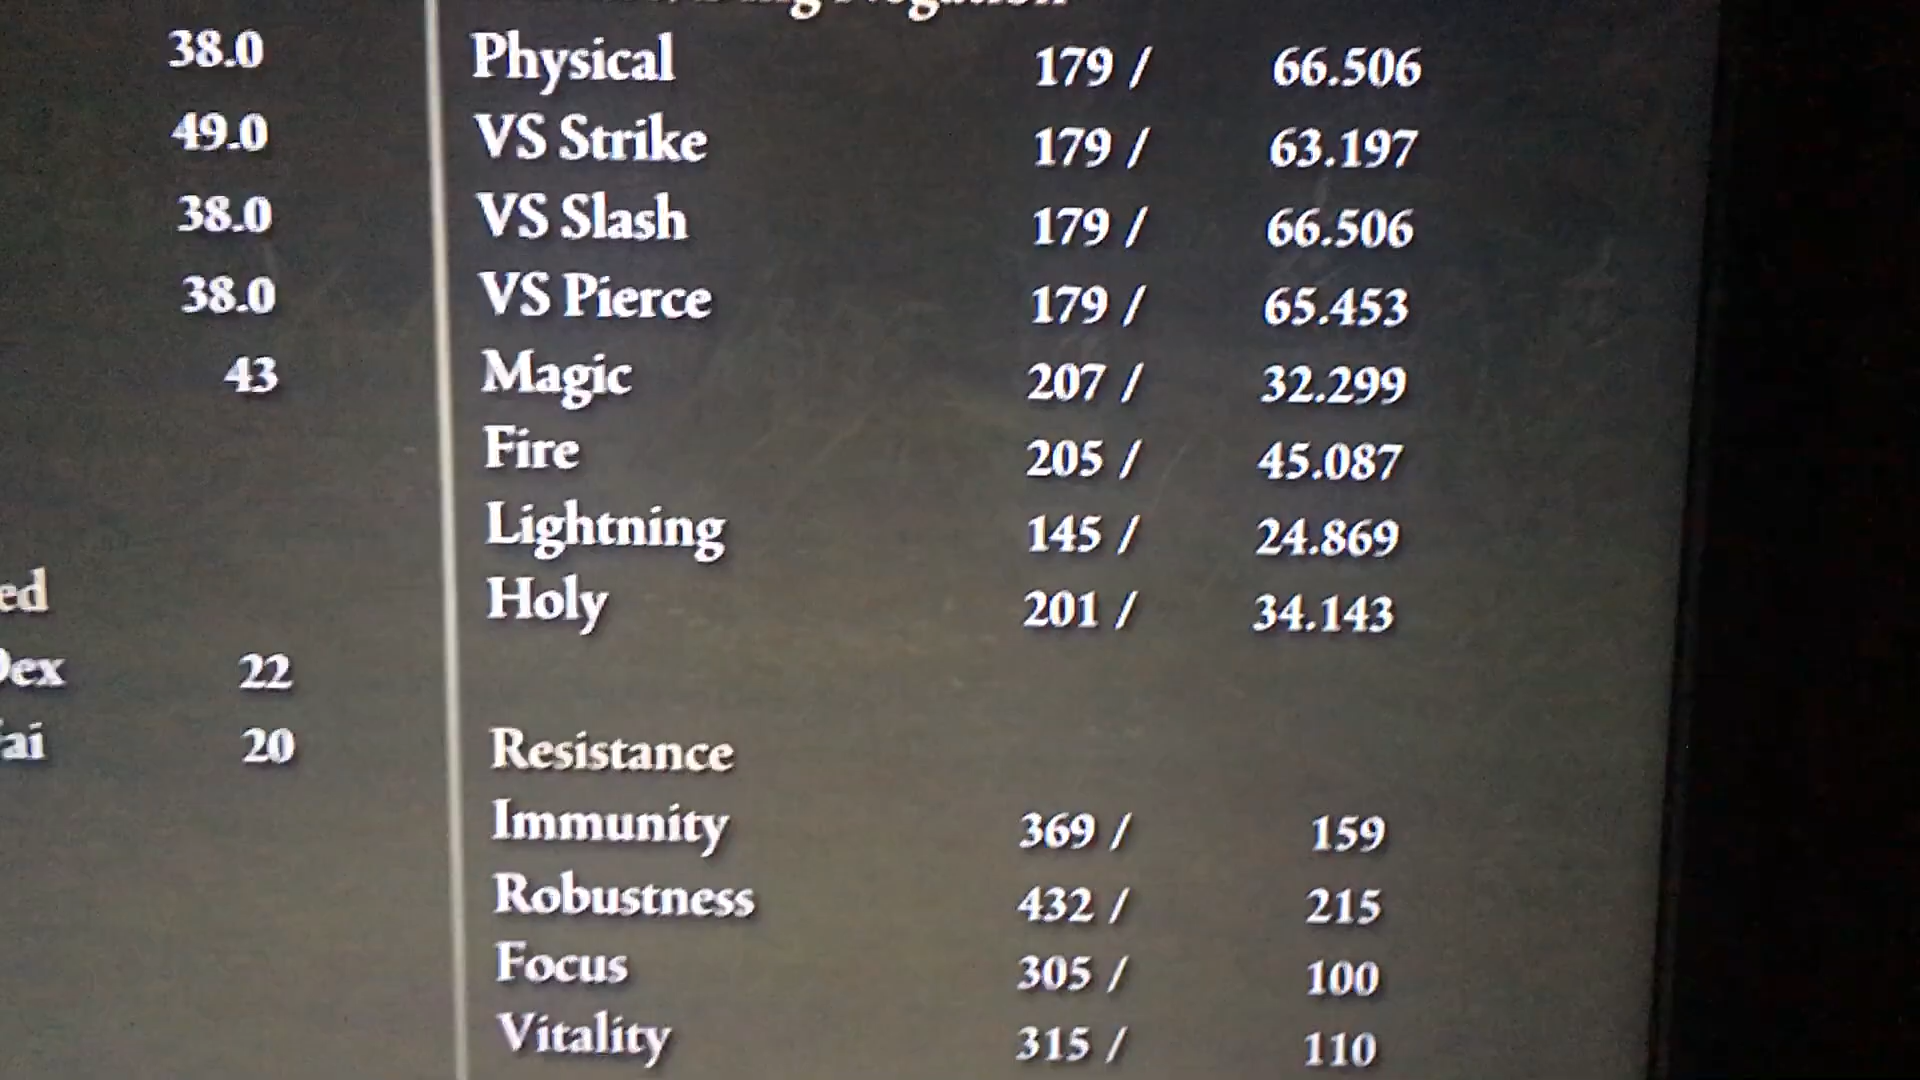 Negation
38.0 Physical 179 / 66.506
49.0 VS Strike 179 / 63.197
38.0 VS Slash 179 / 66.506
38.0 VS Pierce 179 / 65.453
43 Magic 207 / 32.299
Fire 205 / 45.087
Lightning 145 / 24.869
ed Holy 201 / 34.143
Dex 22
ai 20 Resistance
Immunity 369 / 159
Robustness 432 / 215
Focus 305 / 100
Vitality 315 / 110